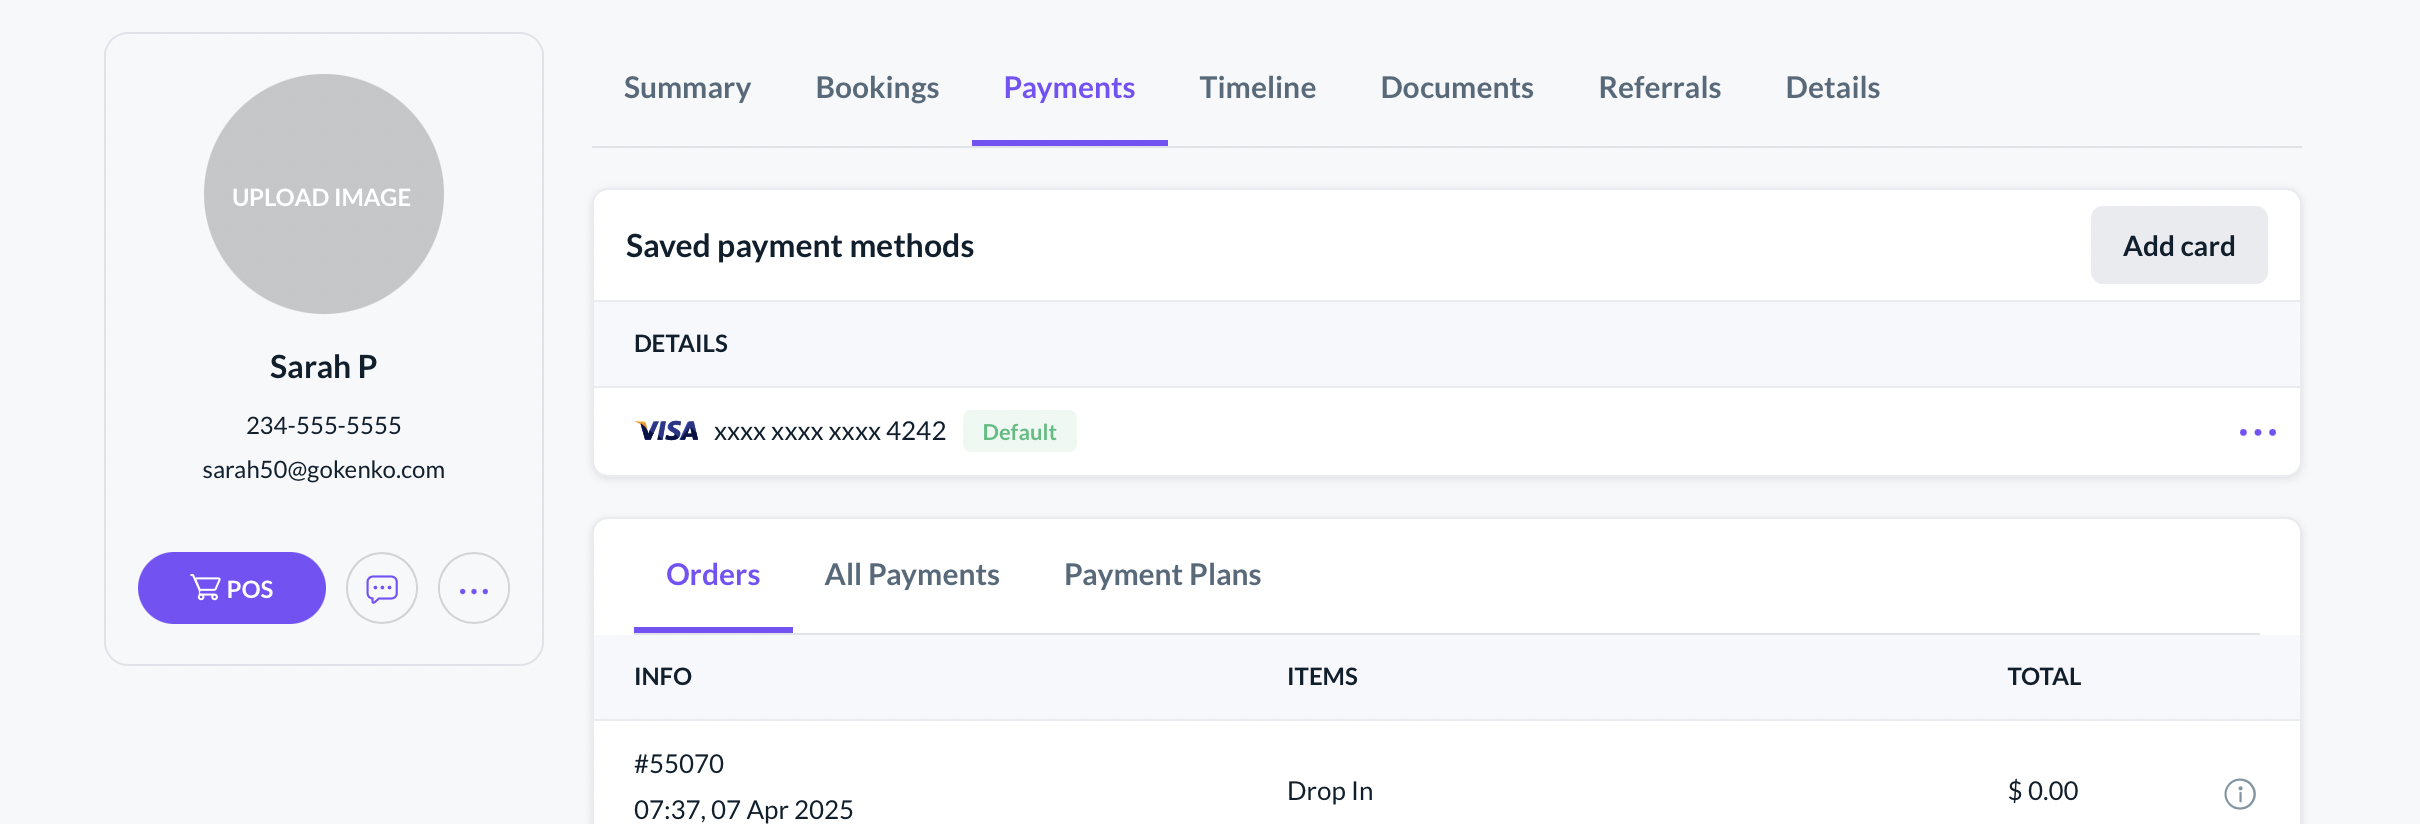 UPLOAD IMAGE
Sarah P
234-555-5555
sarah50@gokenko.com
POS
Summary Bookings Payments Timeline Documents Referrals Details
Saved payment methods Add card
DETAILS
VISA xxxx xxxx xxxx 4242 Default
Orders All Payments Payment Plans
INFO ITEMS TOTAL
#55070
07:37, 07 Apr 2025
Drop In
$ 0.00